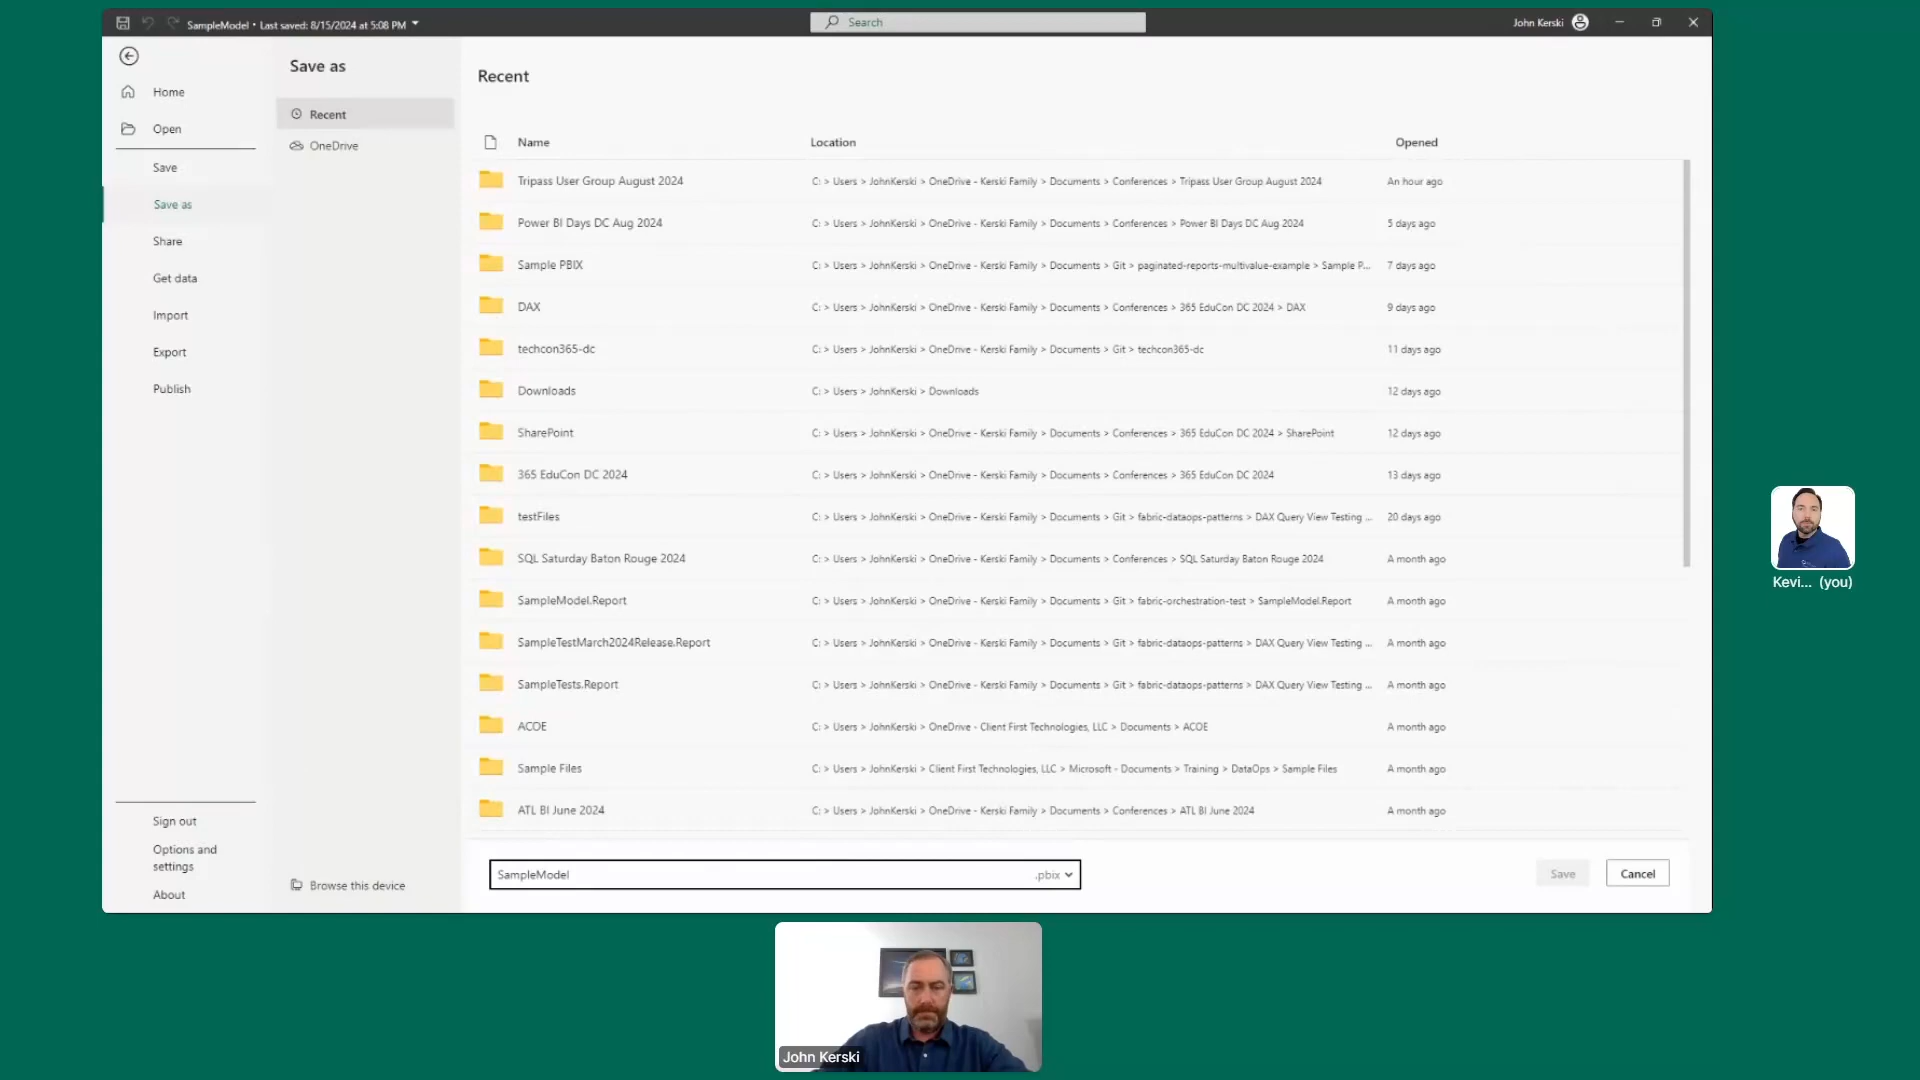 SampleModel • Last saved: 8/15/2024 at 5:08 PM
Search
John Kerski
Home
Open
Save
Save as
Share
Get data
Import
Export
Publish
Sign out
Options and
settings
About
Save as
Recent
OneDrive
Browse this device
Recent
Name Location Opened
Tripass User Group August 2024 C: > Users > JohnKerski > OneDrive - Kerski Family > Documents > Conferences > Tripass User Group August 2024 An hour ago
Power BI Days DC Aug 2024 C: > Users > JohnKerski > OneDrive - Kerski Family > Documents > Conferences > Power BI Days DC Aug 2024 5 days ago
Sample PBIX C: > Users > JohnKerski > OneDrive - Kerski Family > Documents > Git > paginated-reports-multivalue-example > Sample P... 7 days ago
DAX C: > Users > JohnKerski > OneDrive - Kerski Family > Documents > Conferences > 365 EduCon DC 2024 > DAX 9 days ago
techcon365-dc C: > Users > JohnKerski > OneDrive - Kerski Family > Documents > Git > techcon365-dc 11 days ago
Downloads C: > Users > JohnKerski > Downloads 12 days ago
SharePoint C: > Users > JohnKerski > OneDrive - Kerski Family > Documents > Conferences > 365 EduCon DC 2024 > SharePoint 12 days ago
365 EduCon DC 2024 C: > Users > JohnKerski > OneDrive - Kerski Family > Documents > Conferences > 365 EduCon DC 2024 13 days ago
testFiles C: > Users > JohnKerski > OneDrive - Kerski Family > Documents > Git > fabric-dataops-patterns > DAX Query View Testing ... 20 days ago
SQL Saturday Baton Rouge 2024 C: > Users > JohnKerski > OneDrive - Kerski Family > Documents > Conferences > SQL Saturday Baton Rouge 2024 A month ago
SampleModel.Report C: > Users > JohnKerski > OneDrive - Kerski Family > Documents > Git > fabric-orchestration-test > SampleModel.Report A month ago
SampleTestMarch2024Release.Report C: > Users > JohnKerski > OneDrive - Kerski Family > Documents > Git > fabric-dataops-patterns > DAX Query View Testing ... A month ago
SampleTests.Report C: > Users > JohnKerski > OneDrive - Kerski Family > Documents > Git > fabric-dataops-patterns > DAX Query View Testing ... A month ago
ACOE C: > Users > JohnKerski > OneDrive - Client First Technologies, LLC > Documents > ACOE A month ago
Sample Files C: > Users > JohnKerski > Client First Technologies, LLC > Microsoft - Documents > Training > DataOps > Sample Files A month ago
ATL BI June 2024 C: > Users > JohnKerski > OneDrive - Kerski Family > Documents > Conferences > ATL BI June 2024 A month ago
SampleModel .pbix
Save Cancel
Kevi... (you)
John Kerski